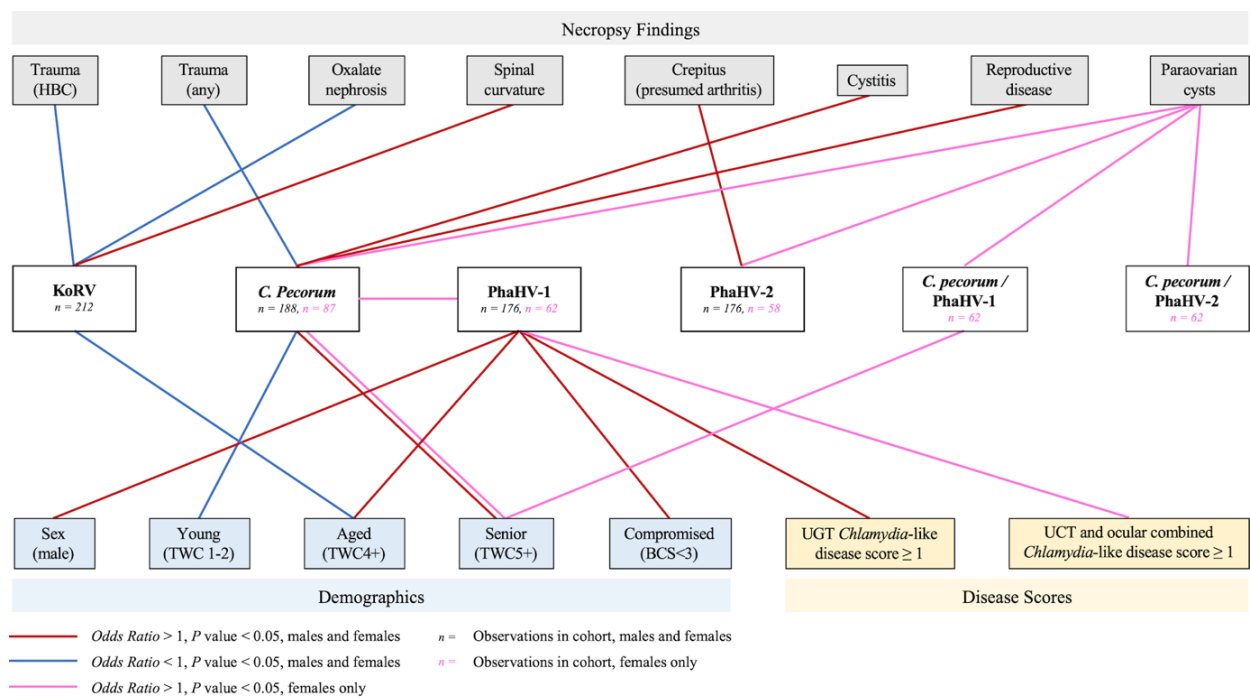 Necropsy Findings
Trauma
(HBC)
Trauma
(any)
Oxalate
nephrosis
Spinal
curvature
Crepitus
(presumed arthritis)
Cystitis
Reproductive
disease
Paraovarian
cysts
KoRV
n = 212
C. Pecorum
n = 188, n = 87
PhaHV-1
n = 176, n = 62
PhaHV-2
n = 176, n = 58
C. pecorum /
PhaHV-1
n = 62
C. pecorum /
PhaHV-2
n = 62
Sex
(male)
Young
(TWC 1-2)
Aged
(TWC4+)
Senior
(TWC5+)
Compromised
(BCS<3)
UGT Chlamydia-like
disease score ≥ 1
UCT and ocular combined
Chlamydia-like disease score ≥ 1
Demographics
Disease Scores
Odds Ratio > 1, P value < 0.05, males and females
n = Observations in cohort, males and females
Odds Ratio < 1, P value < 0.05, males and females
n = Observations in cohort, females only
Odds Ratio > 1, P value < 0.05, females only